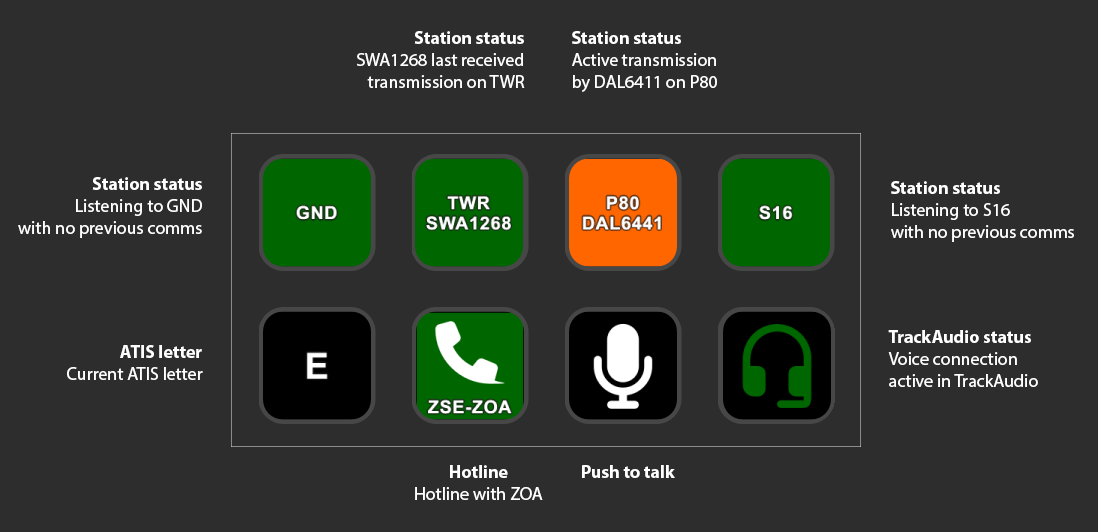 Station status
SWA1268 last received
transmission on TWR
Station status
Active transmission
by DAL6411 on P80
Station status
Listening to GND
with no previous comms
GND
TWR
SWA1268
P80
DAL6441
S16
Station status
Listening to S16
with no previous comms
ATIS letter
Current ATIS letter
E
ZSE-ZOA
TrackAudio status
Voice connection
active in TrackAudio
Hotline
Hotline with ZOA
Push to talk